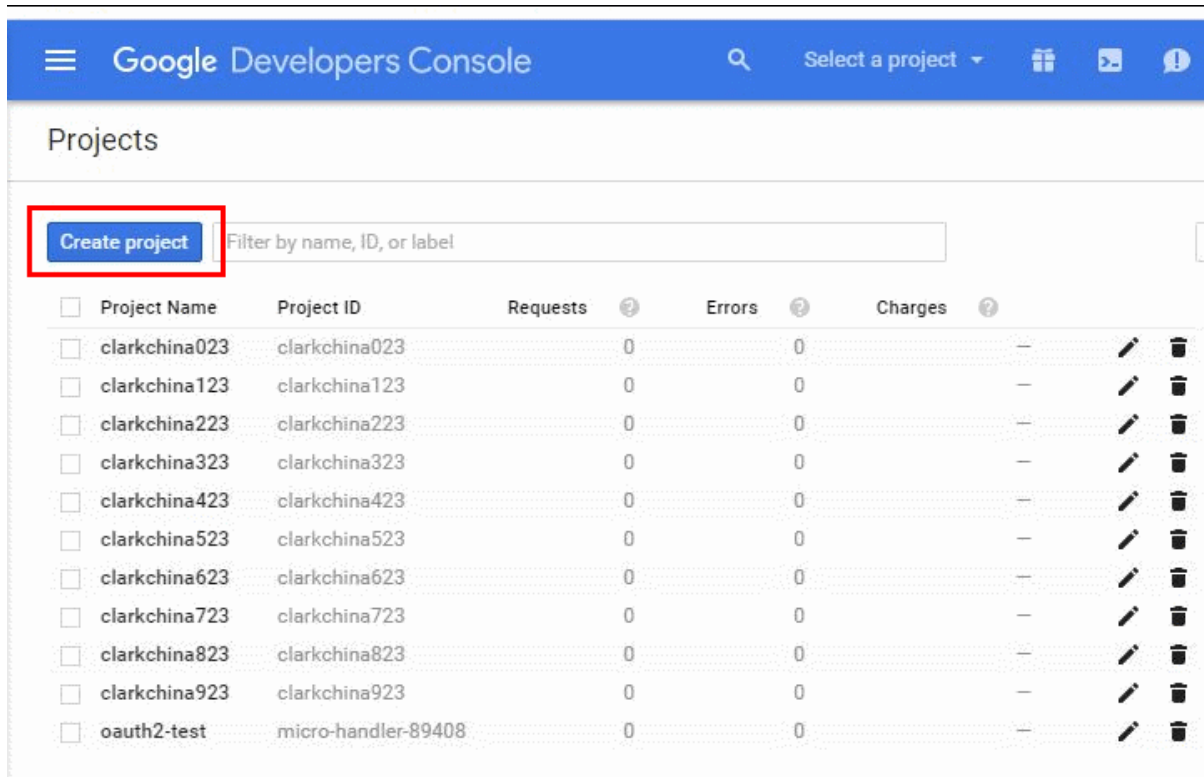 Google Developers Console Select a project
Projects
Create project Filter by name, ID, or label
Project Name Project ID Requests ? Errors ? Charges ?
clarkchina023 clarkchina023 0 0 —
clarkchina123 clarkchina123 0 0 —
clarkchina223 clarkchina223 0 0 —
clarkchina323 clarkchina323 0 0 —
clarkchina423 clarkchina423 0 0 —
clarkchina523 clarkchina523 0 0 —
clarkchina623 clarkchina623 0 0 —
clarkchina723 clarkchina723 0 0 —
clarkchina823 clarkchina823 0 0 —
clarkchina923 clarkchina923 0 0 —
oauth2-test micro-handler-89408 0 0 —